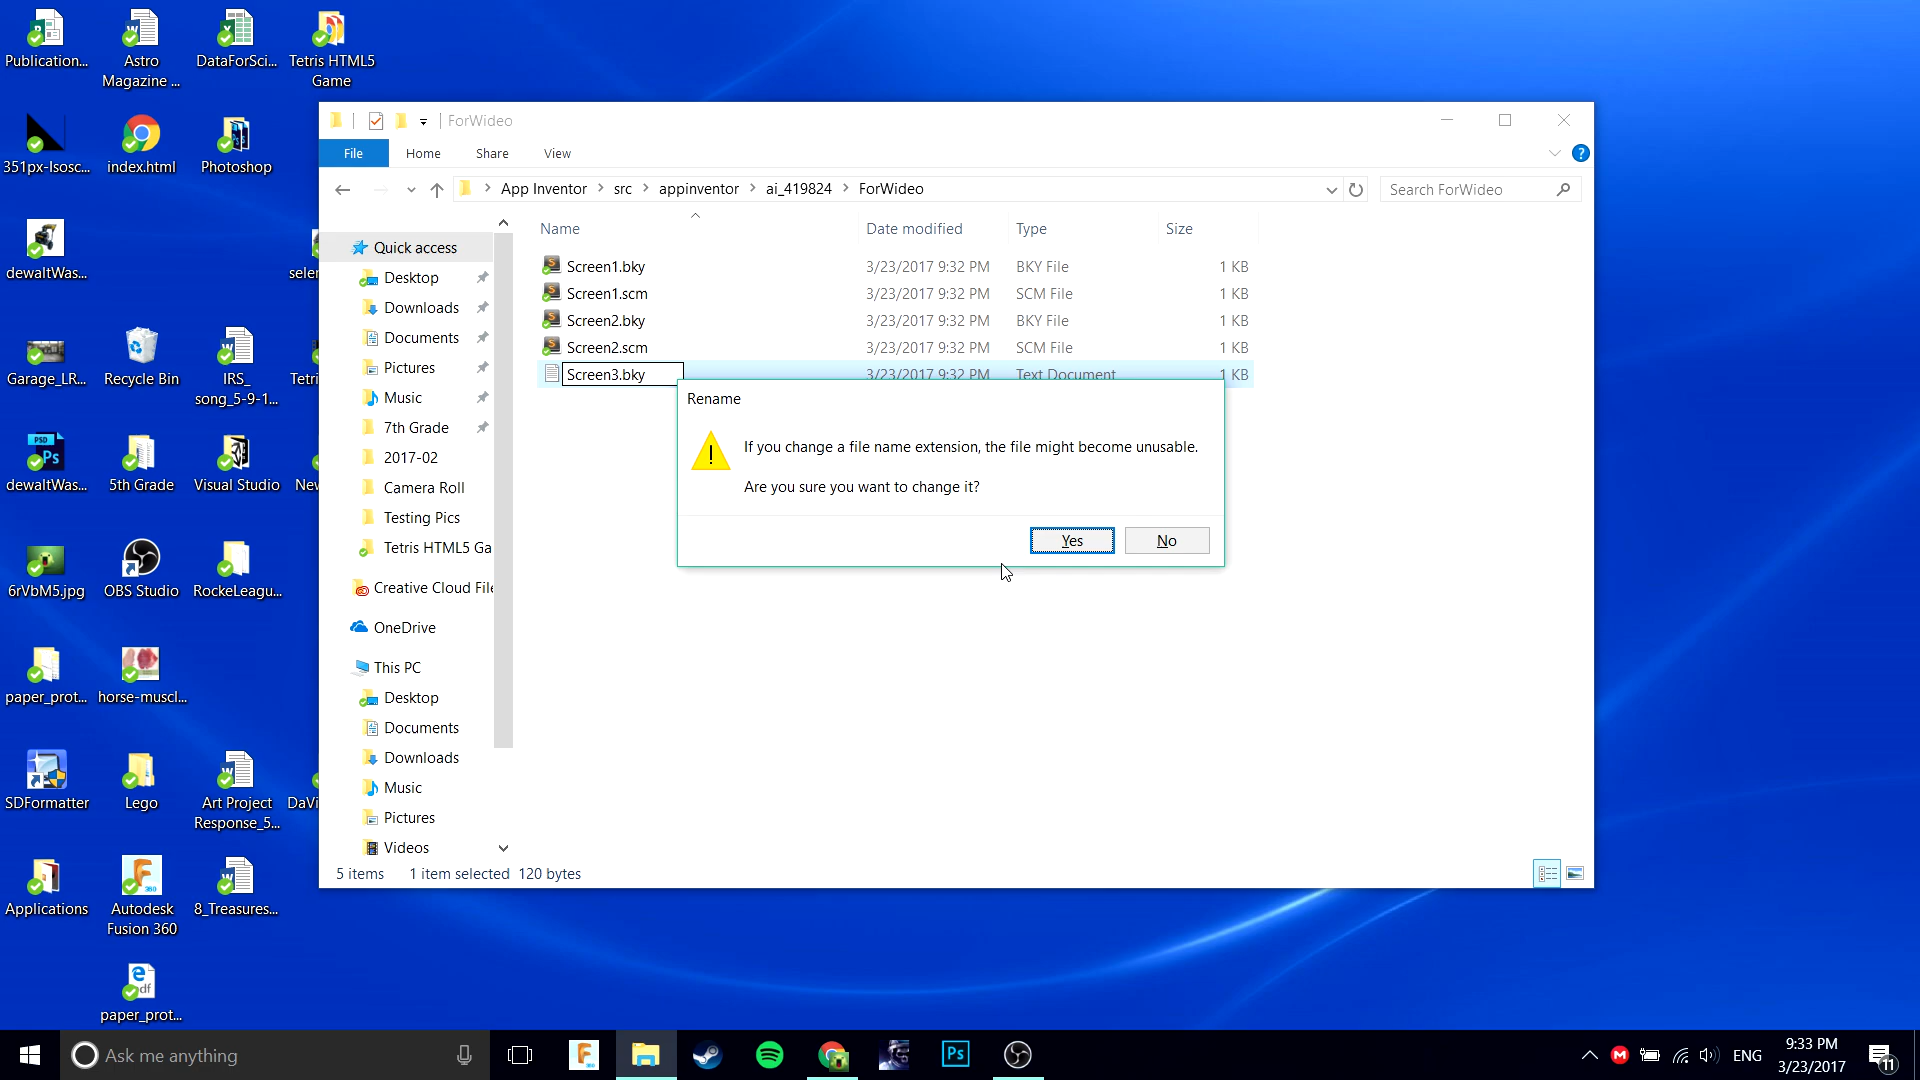 Publication...
Astro
Magazine ...
DataForSci...
Tetris HTML5
Game
351px-Isosc...
index.html
Photoshop
dewaltWas...
seler
Garage_LR...
Recycle Bin
IRS_
song_5-9-1...
Tetri
dewaltWas...
5th Grade
Visual Studio
New
6rVbM5.jpg
OBS Studio
RockeLeagu...
paper_prot...
horse-muscl...
SDFormatter
Lego
Art Project
Response_5...
DaVi
Applications
Autodesk
Fusion 360
8_Treasures...
paper_prot...
ForWideo
File
Home
Share
View
App Inventor
src
appinventor
ai_419824
ForWideo
Search ForWideo
Name
Date modified
Type
Size
Quick access
Desktop
Downloads
Documents
Pictures
Music
7th Grade
2017-02
Camera Roll
Testing Pics
Tetris HTML5 Ga
Creative Cloud File
OneDrive
This PC
Desktop
Documents
Downloads
Music
Pictures
Videos
Screen1.bky 3/23/2017 9:32 PM BKY File 1 KB
Screen1.scm 3/23/2017 9:32 PM SCM File 1 KB
Screen2.bky 3/23/2017 9:32 PM BKY File 1 KB
Screen2.scm 3/23/2017 9:32 PM SCM File 1 KB
Screen3.bky 3/23/2017 9:32 PM Text Document 1 KB
Rename
If you change a file name extension, the file might become unusable.
Are you sure you want to change it?
Yes
No
5 items 1 item selected 120 bytes
Ask me anything
ENG
9:33 PM
3/23/2017
11